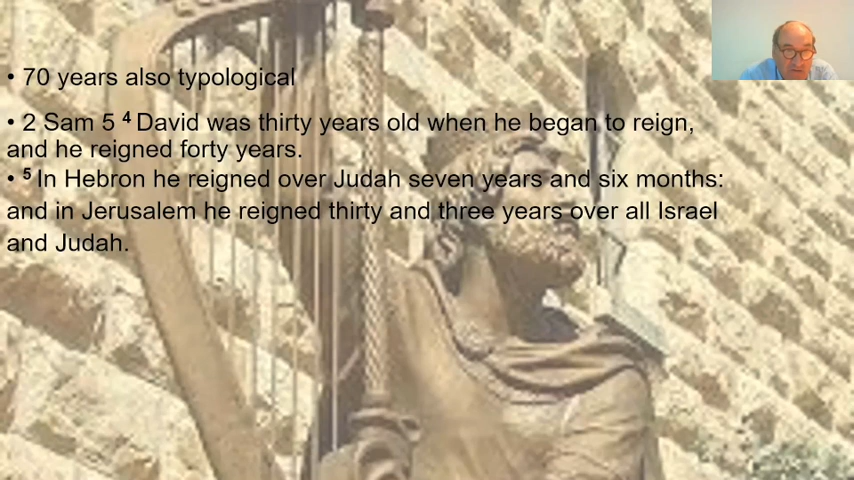 • 70 years also typological
• 2 Sam 5 ⁴ David was thirty years old when he began to reign,
and he reigned forty years.
• ⁵ In Hebron he reigned over Judah seven years and six months:
and in Jerusalem he reigned thirty and three years over all Israel
and Judah.